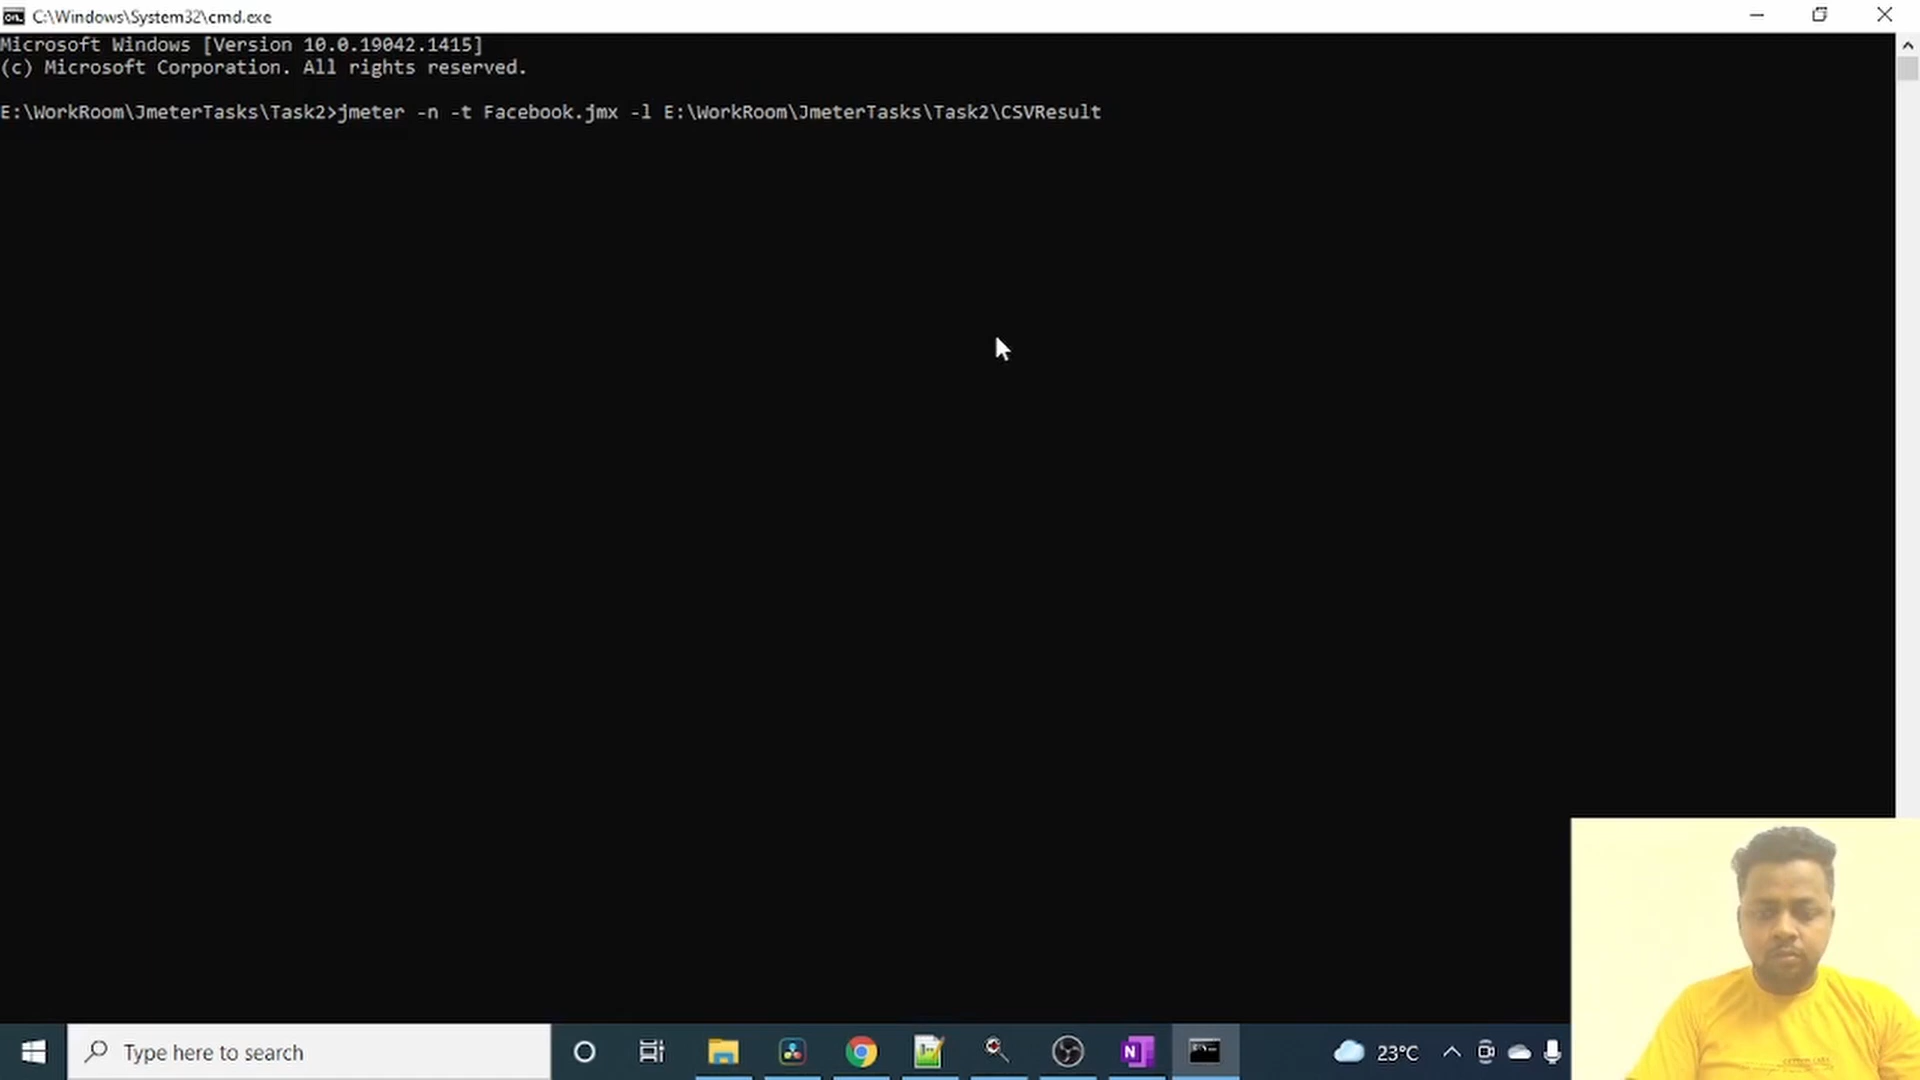 C:\Windows\System32\cmd.exe
Microsoft Windows [Version 10.0.19042.1415]
(c) Microsoft Corporation. All rights reserved.
E:\WorkRoom\JmeterTasks\Task2>jmeter -n -t Facebook.jmx -l E:\WorkRoom\JmeterTasks\Task2\CSVResult
Type here to search
23°C